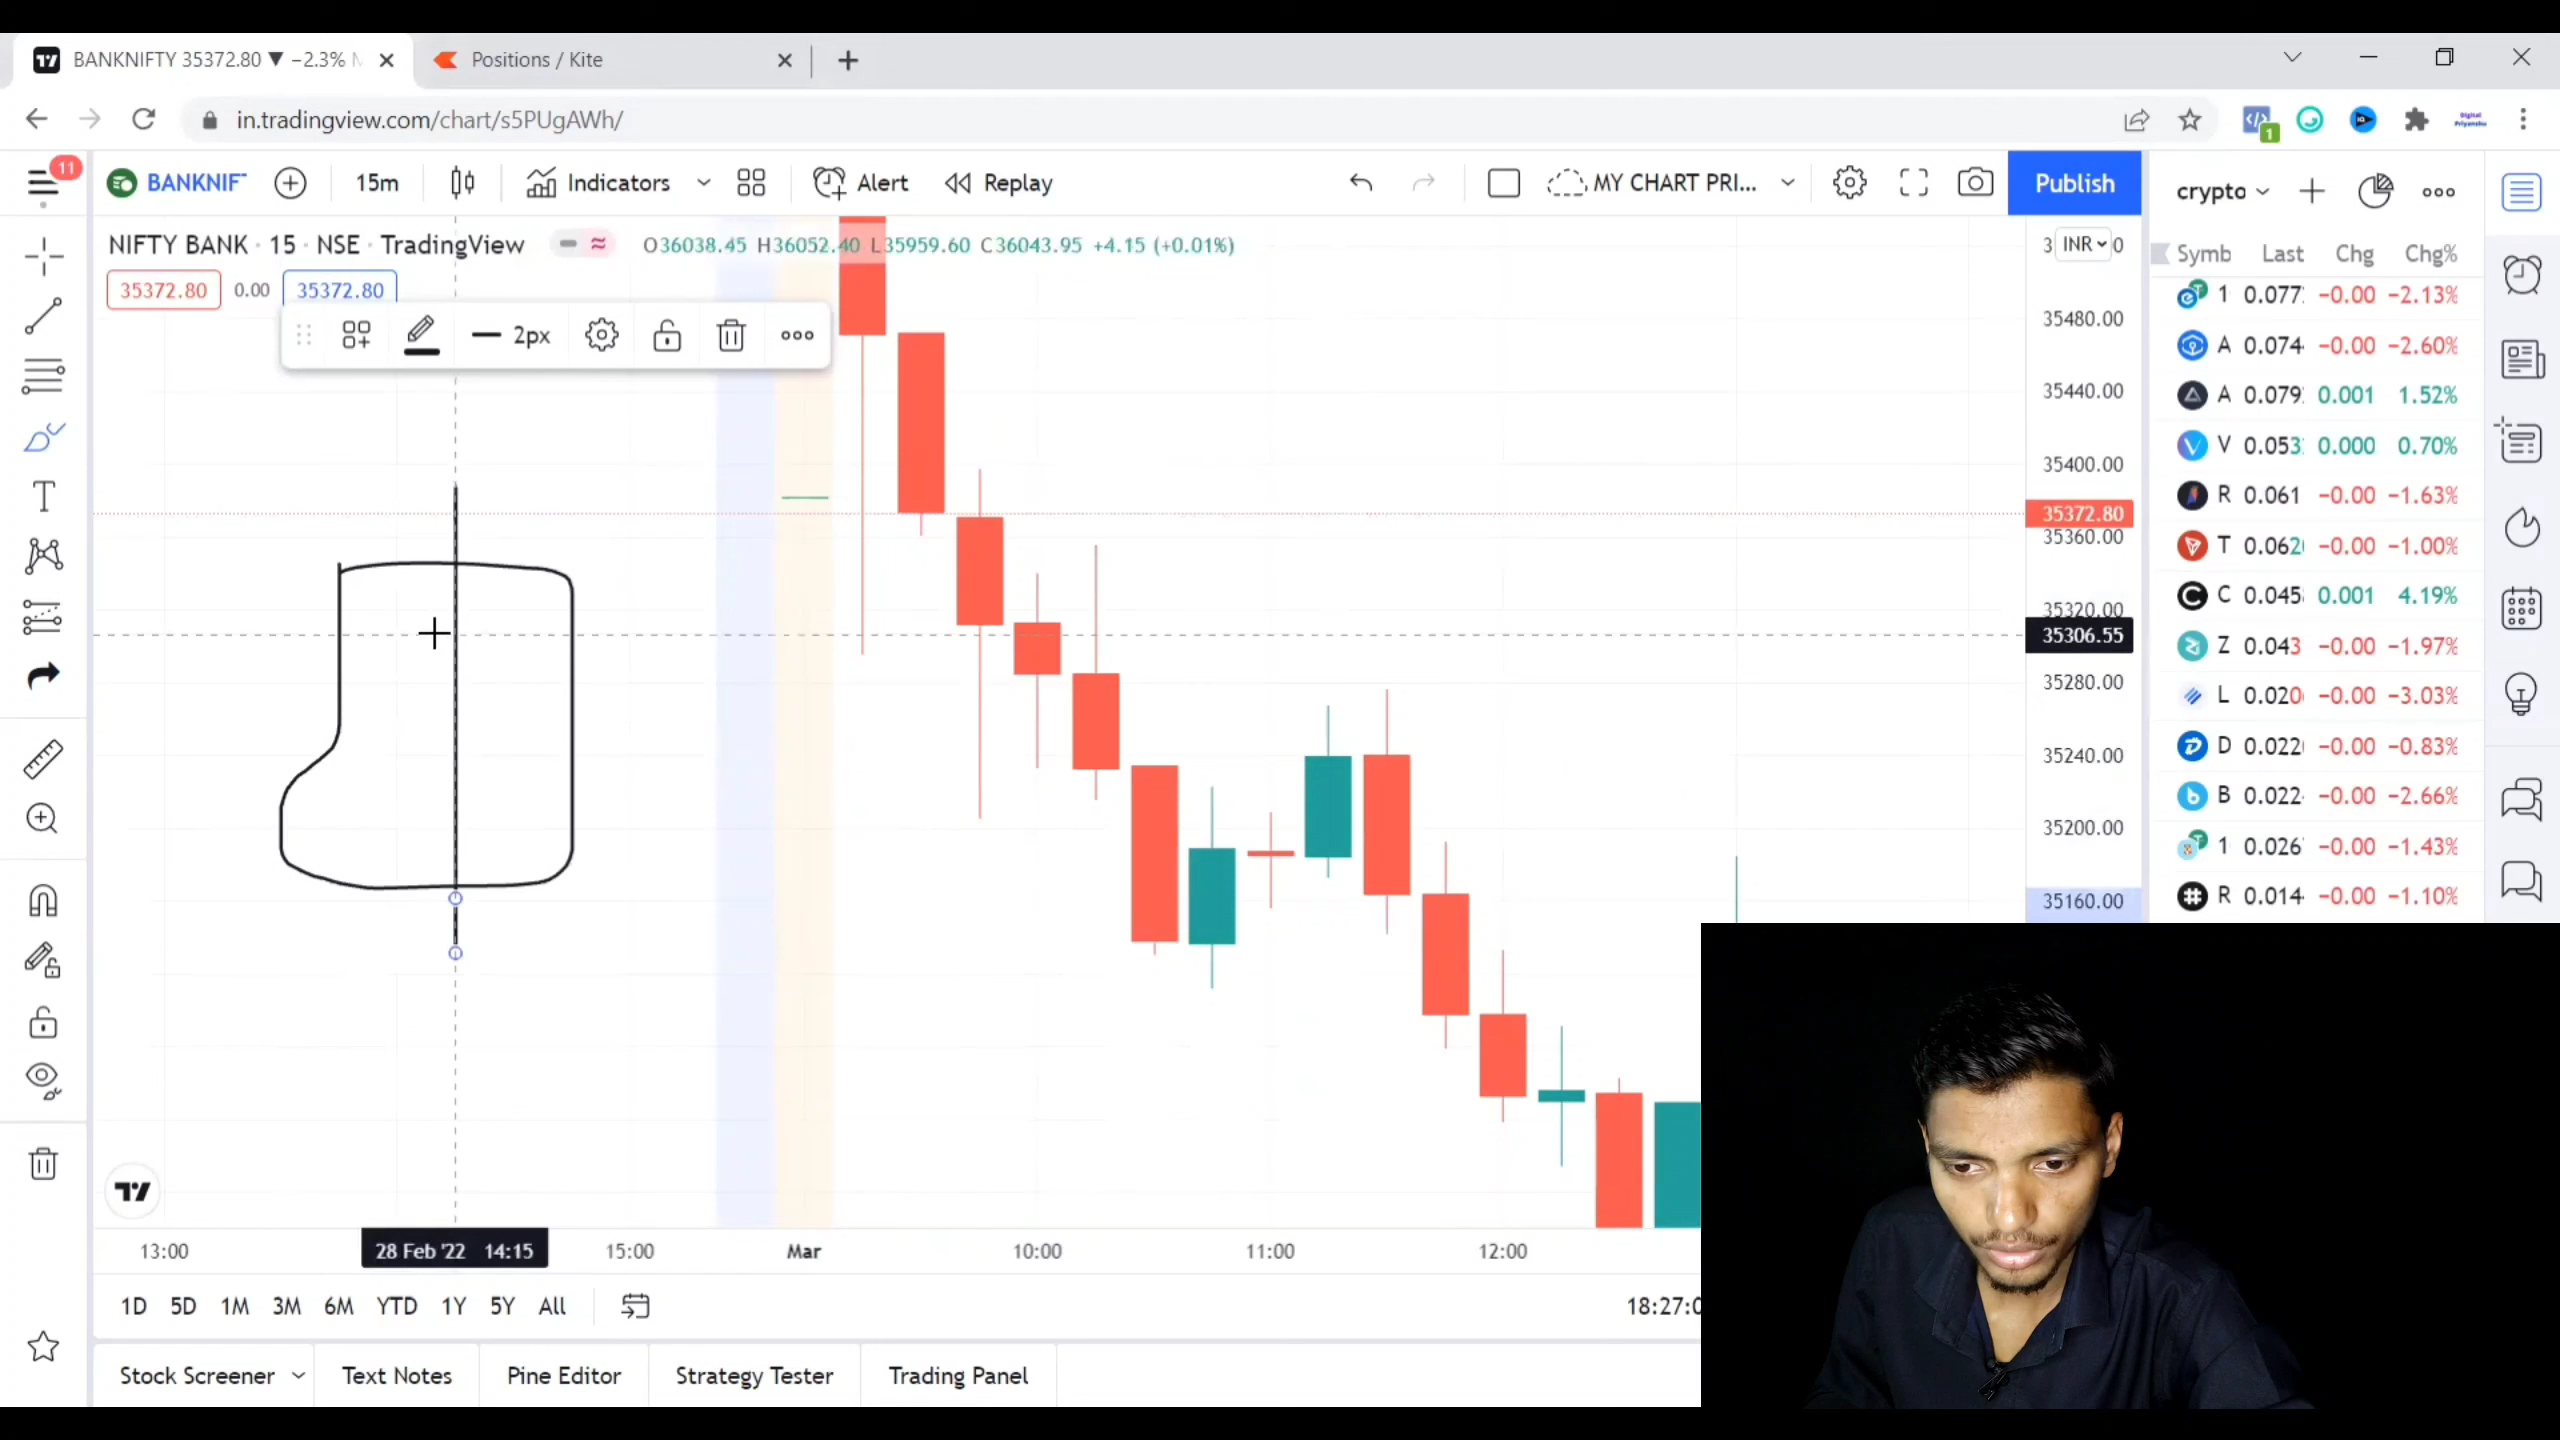 BANKNIFTY 35372.80 ▼ −2.3%
Positions / Kite
in.tradingview.com/chart/s5PUgAWh/
1
Digital
Priyanshu
11
BANKNIF
15m
Indicators
Alert
Replay
MY CHART PRI...
Publish
crypto
NIFTY BANK · 15 · NSE · TradingView
O36038.45 H36052.40 L35959.60 C36043.95 +4.15 (+0.01%)
INR
35372.80 0.00 35372.80
2px
Symb Last Chg Chg%
1 0.077 −0.00 −2.13%
A 0.074 −0.00 −2.60%
A 0.079 0.001 1.52%
V 0.053 0.000 0.70%
R 0.061 −0.00 −1.63%
T 0.062 −0.00 −1.00%
C 0.045 0.001 4.19%
Z 0.043 −0.00 −1.97%
L 0.020 −0.00 −3.03%
D 0.022 −0.00 −0.83%
B 0.022 −0.00 −2.66%
1 0.026 −0.00 −1.43%
R 0.014 −0.00 −1.10%
35480.00
35440.00
35400.00
35372.80
35360.00
35320.00
35306.55
35280.00
35240.00
35200.00
35160.00
13:00 28 Feb '22 14:15 15:00 Mar 10:00 11:00 12:00
1D 5D 1M 3M 6M YTD 1Y 5Y All
18:27:0
Stock Screener Text Notes Pine Editor Strategy Tester Trading Panel